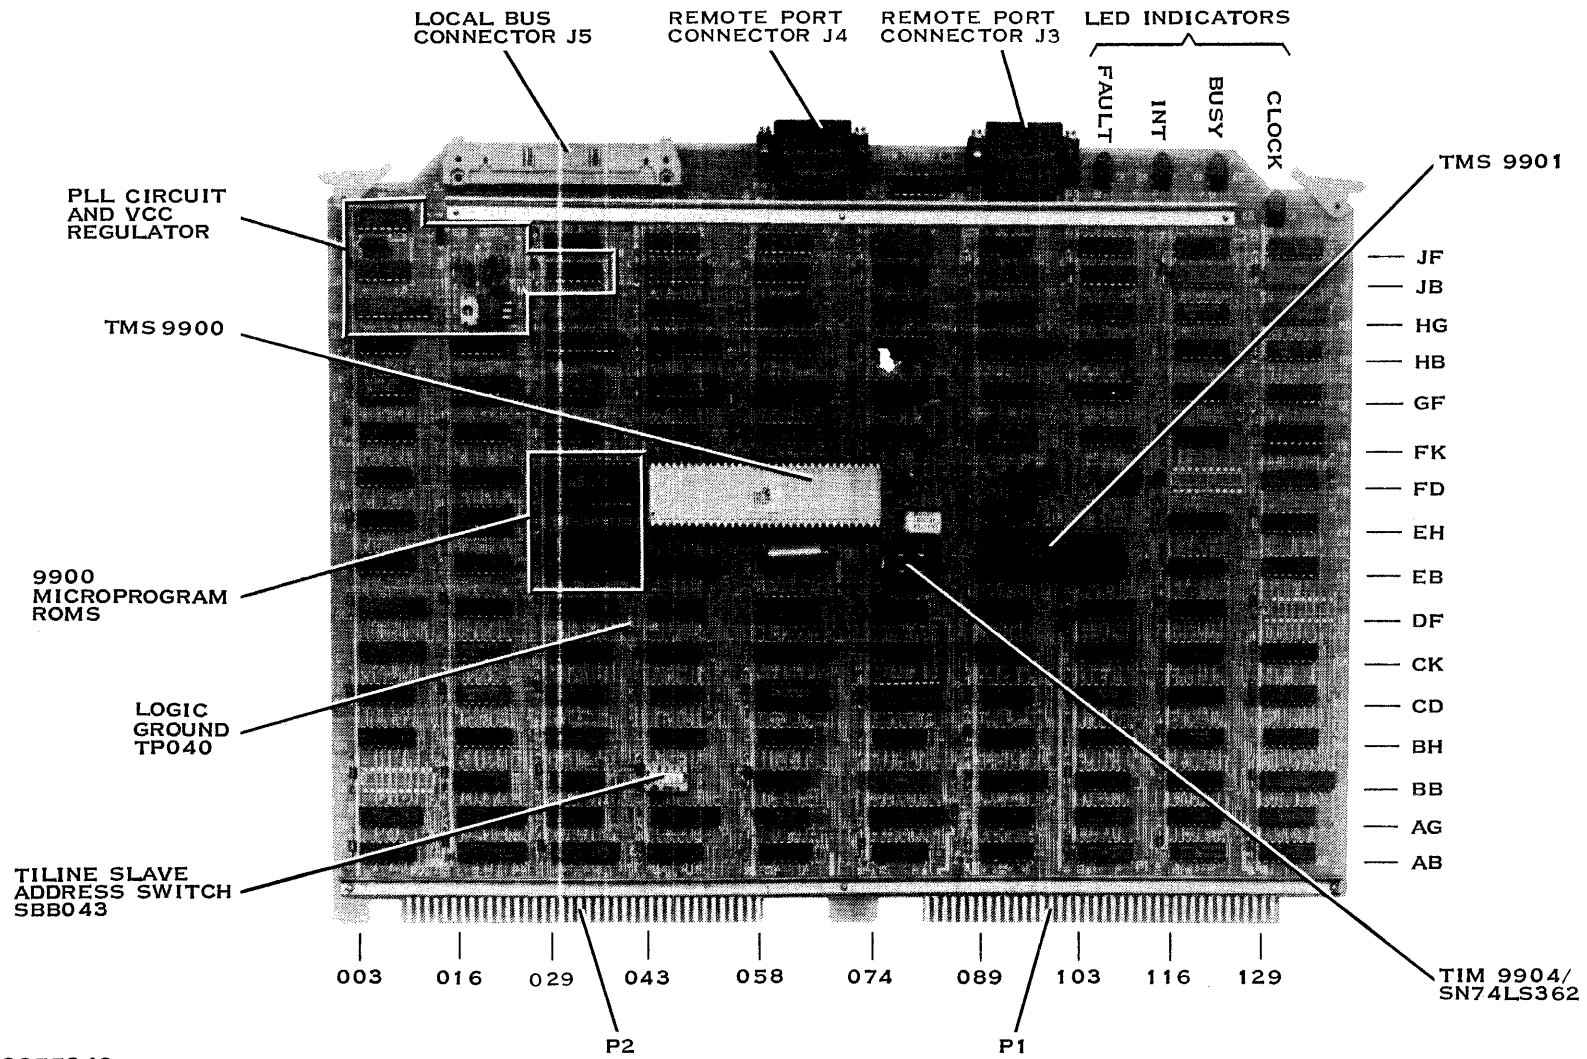 LOCAL BUS
CONNECTOR J5
REMOTE PORT
CONNECTOR J4
REMOTE PORT
CONNECTOR J3
LED INDICATORS
FAULT
INT
BUSY
CLOCK
TMS 9901
PLL CIRCUIT
AND VCC
REGULATOR
TMS 9900
9900
MICROPROGRAM
ROMS
LOGIC
GROUND
TP040
TILINE SLAVE
ADDRESS SWITCH
SBB043
JF
JB
HG
HB
GF
FK
FD
EH
EB
DF
CK
CD
BH
BB
AG
AB
003 016 029 043 058 074 089 103 116 129
TIM 9904/
SN74LS362
P2
P1